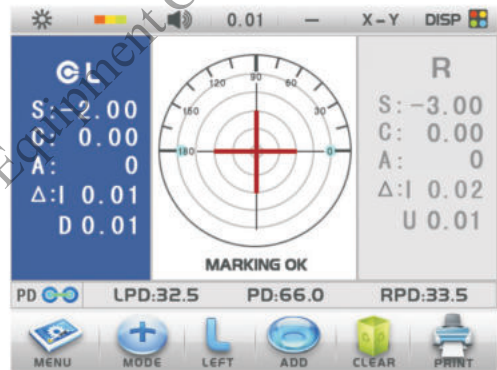 0.01 — X-Y DISP
L
S:-2.00
C: 0.00
A: 0
Δ:I 0.01
D 0.01
120 90 60
150 30
180 0
MARKING OK
R
S:-3.00
C: 0.00
A: 0
Δ:I 0.02
U 0.01
PD LPD:32.5 PD:66.0 RPD:33.5
MENU MODE LEFT ADD CLEAR PRINT
Equipment